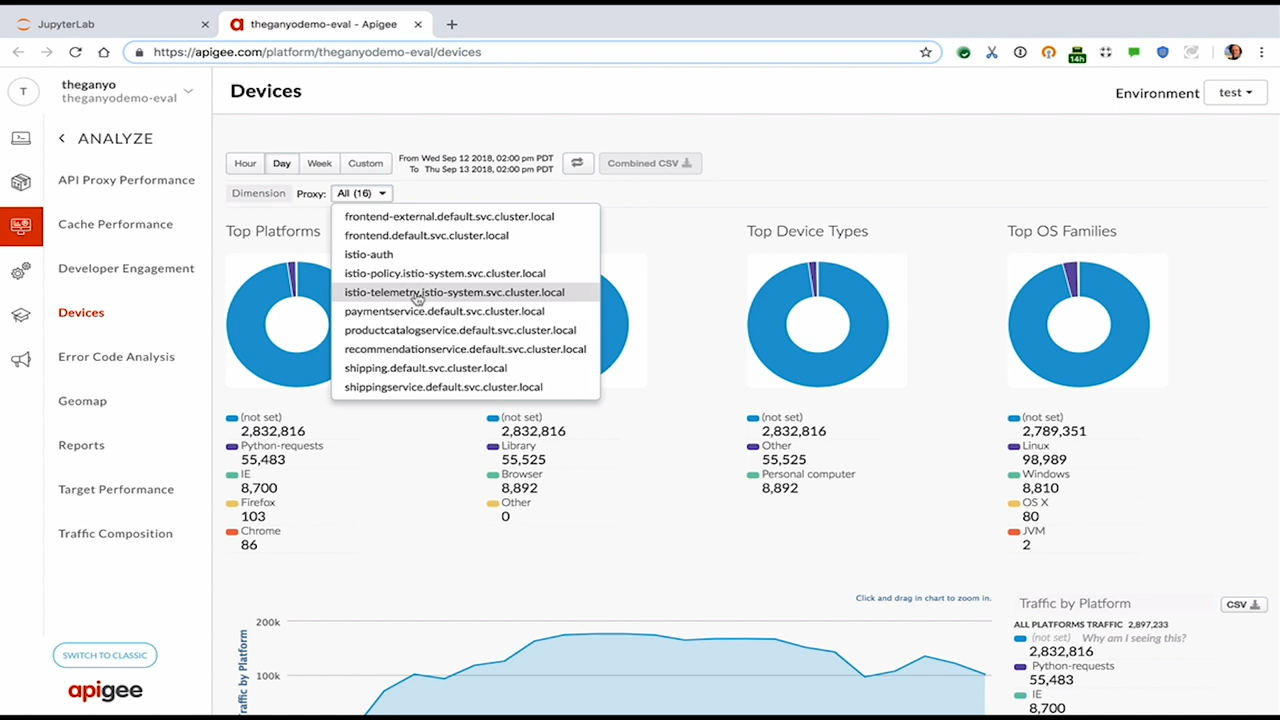 JupyterLab
theganyodemo-eval - Apigee
https://apigee.com/platform/theganyodemo-eval/devices
14h
T
theganyo
theganyodemo-eval
ANALYZE
API Proxy Performance
Cache Performance
Developer Engagement
Devices
Error Code Analysis
Geomap
Reports
Target Performance
Traffic Composition
SWITCH TO CLASSIC
apigee
Devices
Environment
test
Hour
Day
Week
Custom
From Wed Sep 12 2018, 02:00 pm PDT
To Thu Sep 13 2018, 02:00 pm PDT
Combined CSV
Dimension
Proxy:
All (16)
frontend-external.default.svc.cluster.local
frontend.default.svc.cluster.local
istio-auth
istio-policy.istio-system.svc.cluster.local
istio-telemetry.istio-system.svc.cluster.local
paymentservice.default.svc.cluster.local
productcatalogservice.default.svc.cluster.local
recommendationservice.default.svc.cluster.local
shipping.default.svc.cluster.local
shippingservice.default.svc.cluster.local
Top Platforms
(not set)
2,832,816
Python-requests
55,483
IE
8,700
Firefox
103
Chrome
86
(not set)
2,832,816
Library
55,525
Browser
8,892
Other
0
Top Device Types
(not set)
2,832,816
Other
55,525
Personal computer
8,892
Top OS Families
(not set)
2,789,351
Linux
98,989
Windows
8,810
OS X
80
JVM
2
Click and drag in chart to zoom in.
200k
100k
Traffic by Platform
Traffic by Platform
CSV
ALL PLATFORMS TRAFFIC 2,897,233
(not set) Why am I seeing this?
2,832,816
Python-requests
55,483
IE
8,700